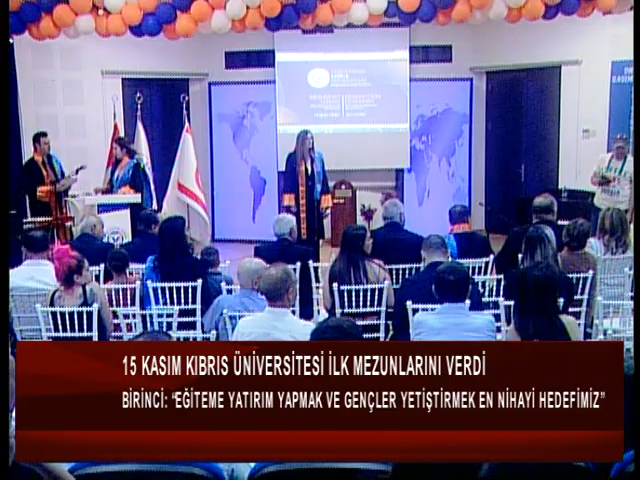 15 KASIM KIBRIS ÜNİVERSİTESİ İLK MEZUNLARINI VERDİ
BİRİNCİ: “EĞİTEME YATIRIM YAPMAK VE GENÇLER YETİŞTİRMEK EN NİHAYİ HEDEFİMİZ”